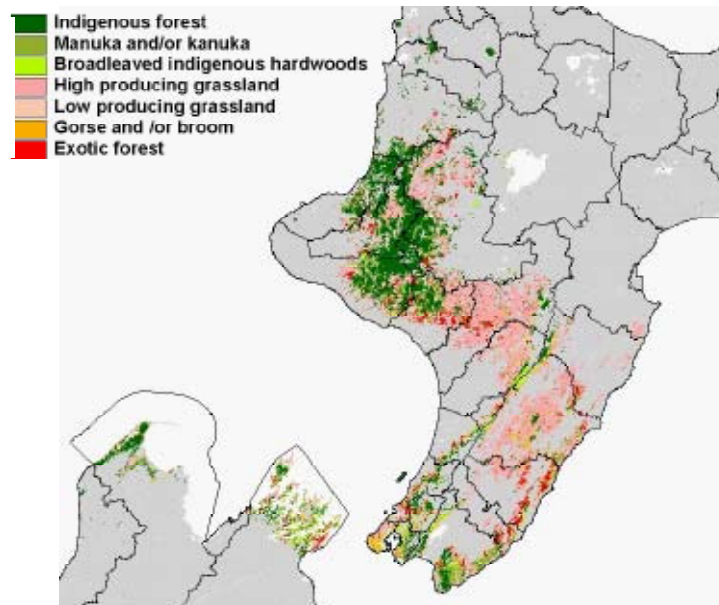 Indigenous forest
Manuka and/or kanuka
Broadleaved indigenous hardwoods
High producing grassland
Low producing grassland
Gorse and /or broom
Exotic forest